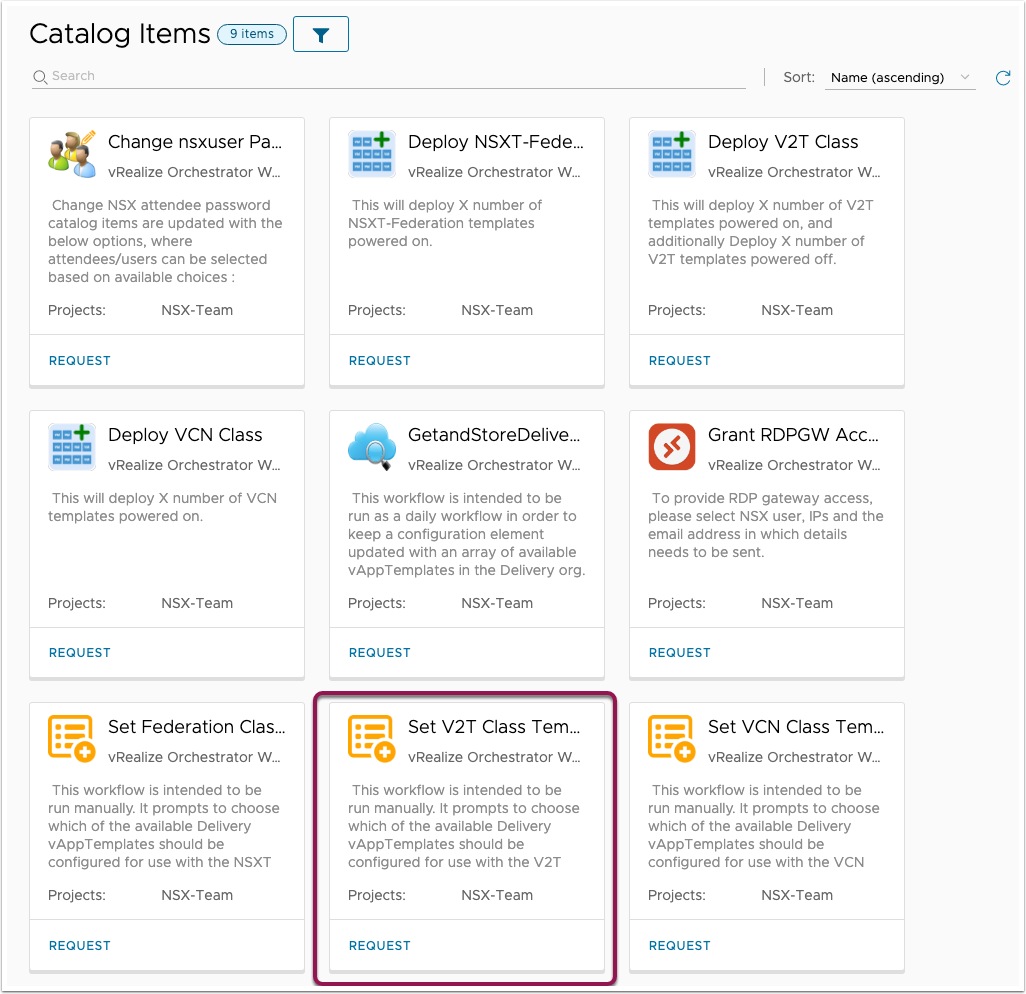 Catalog Items
9 items
Search
Sort: Name (ascending)
Change nsxuser Pa...
vRealize Orchestrator W...
Change NSX attendee password
catalog items are updated with the
below options, where
attendees/users can be selected
based on available choices :
Projects: NSX-Team
REQUEST
Deploy NSXT-Fede...
vRealize Orchestrator W...
This will deploy X number of
NSXT-Federation templates
powered on.
Projects: NSX-Team
REQUEST
Deploy V2T Class
vRealize Orchestrator W...
This will deploy X number of V2T
templates powered on, and
additionally Deploy X number of
V2T templates powered off.
Projects: NSX-Team
REQUEST
Deploy VCN Class
vRealize Orchestrator W...
This will deploy X number of VCN
templates powered on.
Projects: NSX-Team
REQUEST
GetandStoreDelive...
vRealize Orchestrator W...
This workflow is intended to be
run as a daily workflow in order to
keep a configuration element
updated with an array of available
vAppTemplates in the Delivery org.
Projects: NSX-Team
REQUEST
Grant RDPGW Acc...
vRealize Orchestrator W...
To provide RDP gateway access,
please select NSX user, IPs and the
email address in which details
needs to be sent.
Projects: NSX-Team
REQUEST
Set Federation Clas...
vRealize Orchestrator W...
This workflow is intended to be
run manually. It prompts to choose
which of the available Delivery
vAppTemplates should be
configured for use with the NSXT
Projects: NSX-Team
REQUEST
Set V2T Class Tem...
vRealize Orchestrator W...
This workflow is intended to be
run manually. It prompts to choose
which of the available Delivery
vAppTemplates should be
configured for use with the V2T
Projects: NSX-Team
REQUEST
Set VCN Class Tem...
vRealize Orchestrator W...
This workflow is intended to be
run manually. It prompts to choose
which of the available Delivery
vAppTemplates should be
configured for use with the VCN
Projects: NSX-Team
REQUEST